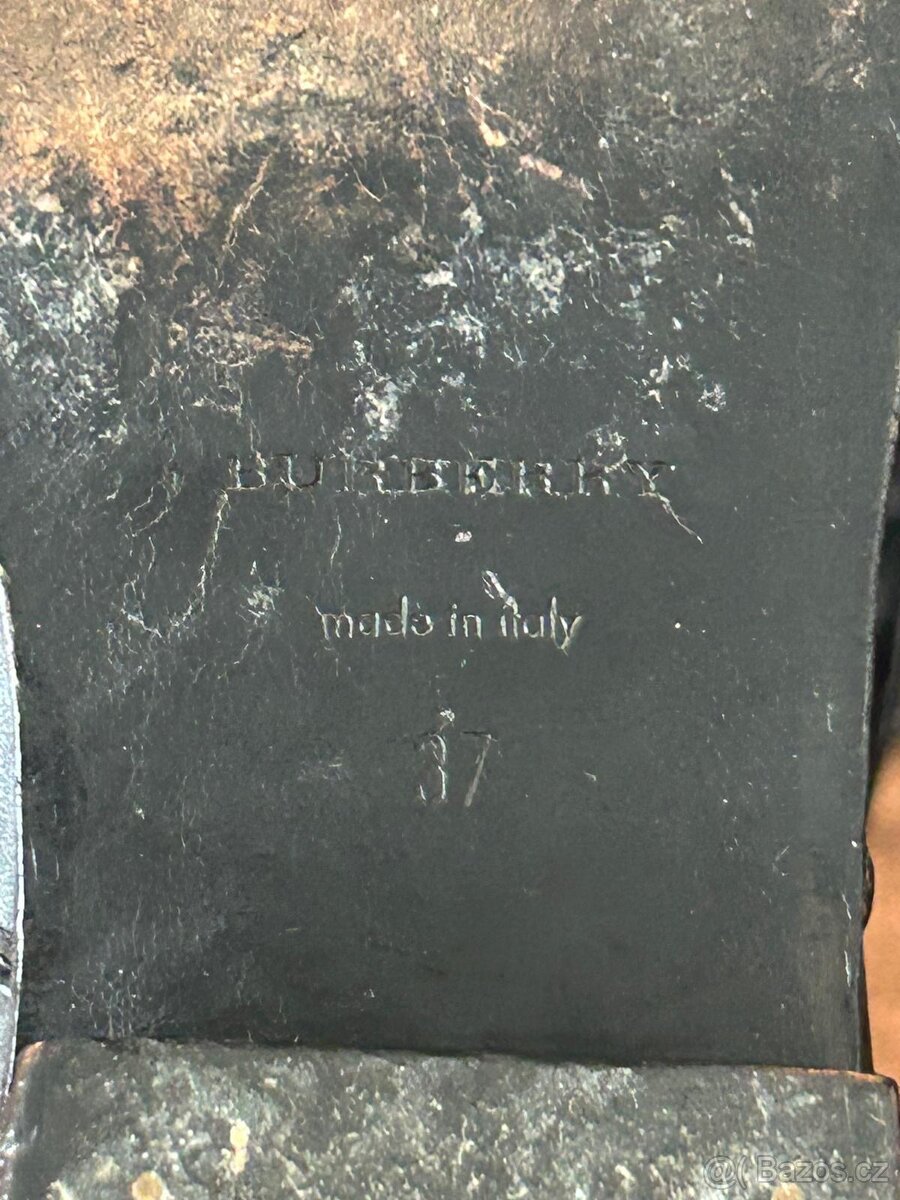 BURBERRY
made in italy
37
@( Bazos.cz